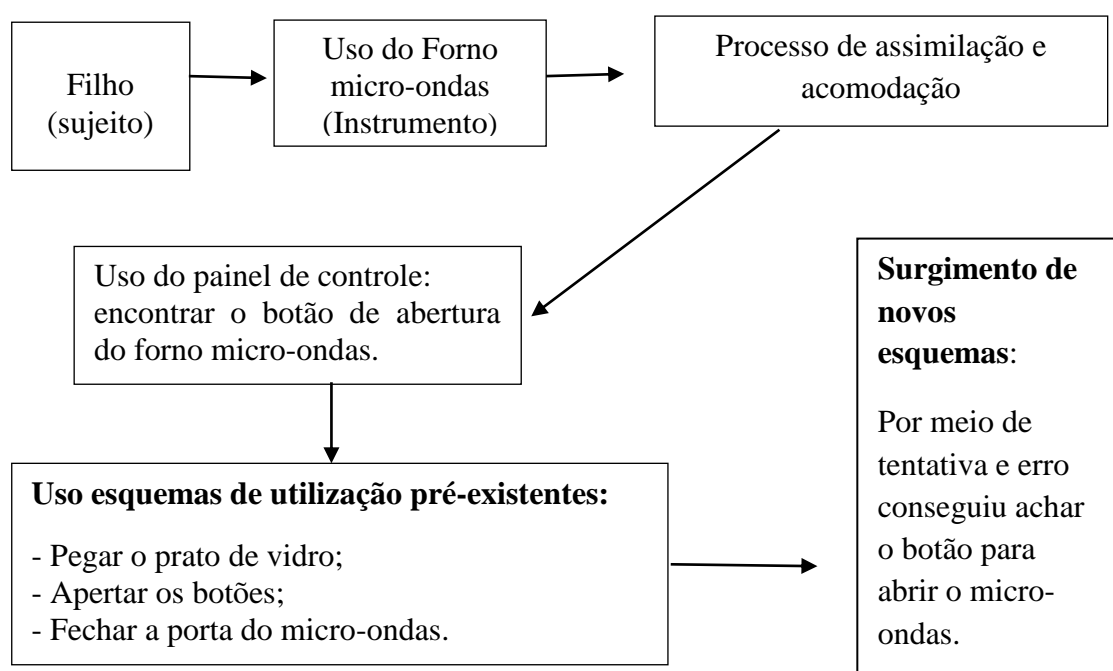 Filho
(sujeito)
Uso do Forno
micro-ondas
(Instrumento)
Processo de assimilação e
acomodação
Uso do painel de controle:
encontrar o botão de abertura
do forno micro-ondas.
Uso esquemas de utilização pré-existentes:
- Pegar o prato de vidro;
- Apertar os botões;
- Fechar a porta do micro-ondas.
Surgimento de
novos
esquemas:
Por meio de
tentativa e erro
conseguiu achar
o botão para
abrir o micro-
ondas.